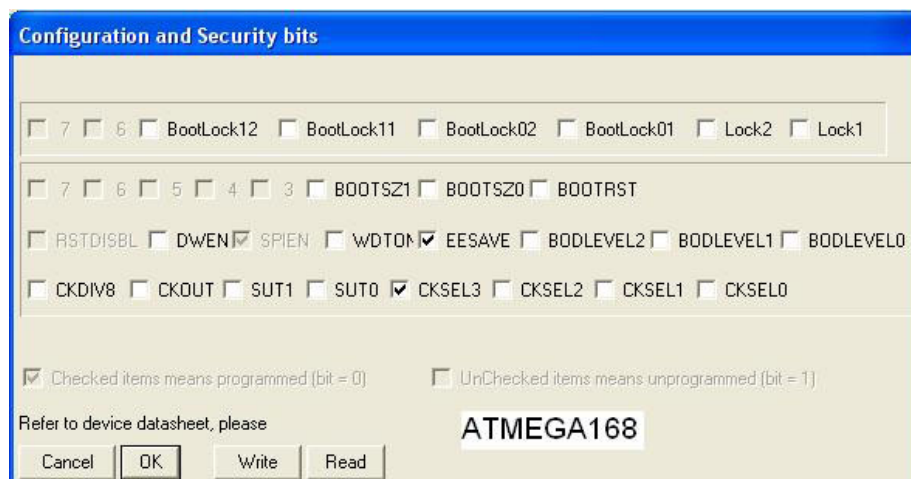 Configuration and Security bits
7 6 BootLock12 BootLock11 BootLock02 BootLock01 Lock2 Lock1
7 6 5 4 3 BOOTSZ1 BOOTSZ0 BOOTRST
RSTDISBL DWEN SPIEN WDTON EESAVE BODLEVEL2 BODLEVEL1 BODLEVEL0
CKDIV8 CKOUT SUT1 SUT0 CKSEL3 CKSEL2 CKSEL1 CKSEL0
Checked items means programmed (bit = 0) UnChecked items means unprogrammed (bit = 1)
Refer to device datasheet, please
ATMEGA168
Cancel OK Write Read